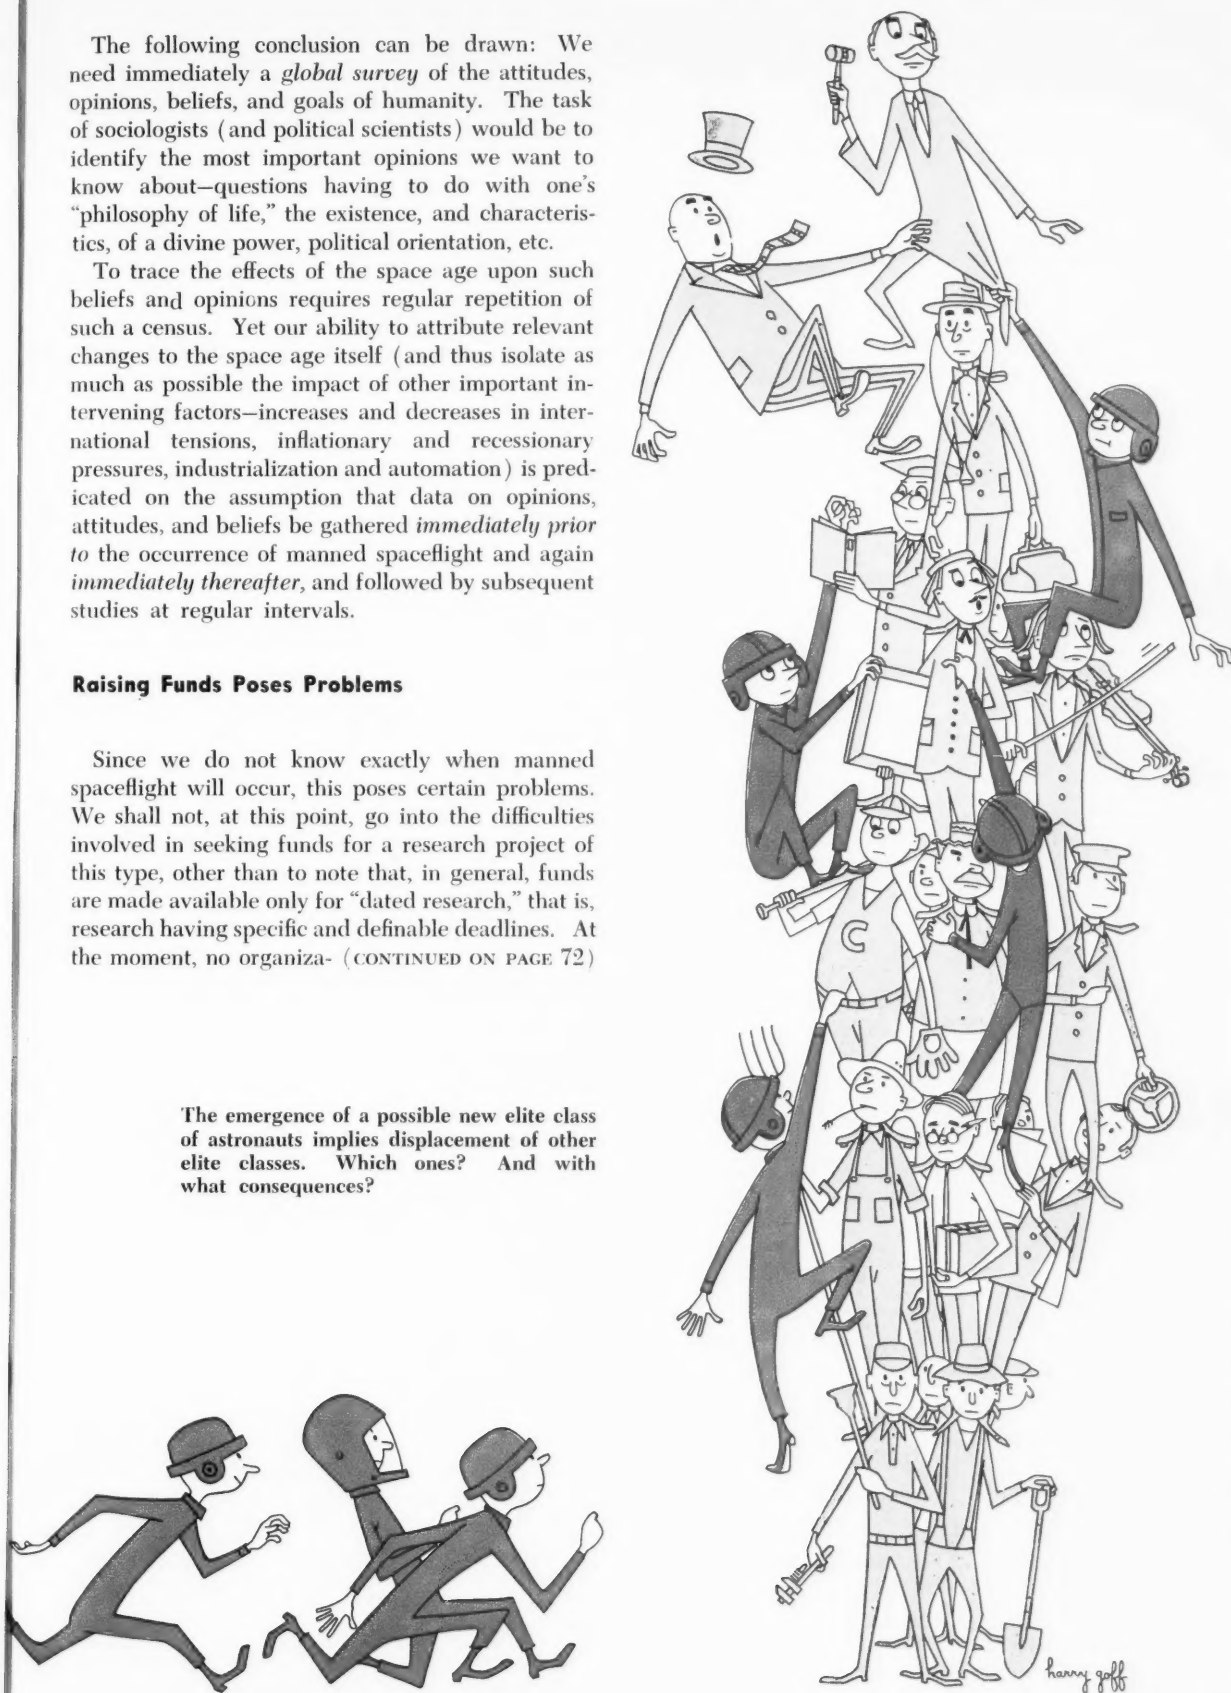 The following conclusion can be drawn: We
need immediately a global survey of the attitudes,
opinions, beliefs, and goals of humanity. The task
of sociologists (and political scientists) would be to
identify the most important opinions we want to
know about—questions having to do with one's
"philosophy of life," the existence, and characteris-
tics, of a divine power, political orientation, etc.
To trace the effects of the space age upon such
beliefs and opinions requires regular repetition of
such a census. Yet our ability to attribute relevant
changes to the space age itself (and thus isolate as
much as possible the impact of other important in-
tervening factors—increases and decreases in inter-
national tensions, inflationary and recessionary
pressures, industrialization and automation) is pred-
icated on the assumption that data on opinions,
attitudes, and beliefs be gathered immediately prior
to the occurrence of manned spaceflight and again
immediately thereafter, and followed by subsequent
studies at regular intervals.
Raising Funds Poses Problems
Since we do not know exactly when manned
spaceflight will occur, this poses certain problems.
We shall not, at this point, go into the difficulties
involved in seeking funds for a research project of
this type, other than to note that, in general, funds
are made available only for "dated research," that is,
research having specific and definable deadlines. At
the moment, no organiza- (CONTINUED ON PAGE 72)
The emergence of a possible new elite class
of astronauts implies displacement of other
elite classes. Which ones? And with
what consequences?
C
harry goff